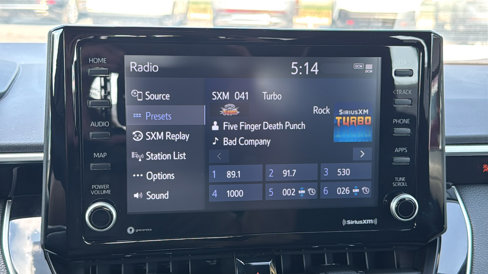 HOME
Radio
5:14
DCM
Source
SXM 041 Turbo
TRACK
Presets
Rock
SIRIUSXM
TURBO
AUDIO
SXM Replay
Five Finger Death Punch
PHONE
Bad Company
MAP
Station List
APPS
Options
1 89.1
2 91.7
3 530
POWER
VOLUME
Sound
4 1000
5 002
6 026
TUNE
SCROLL
SiriusXM